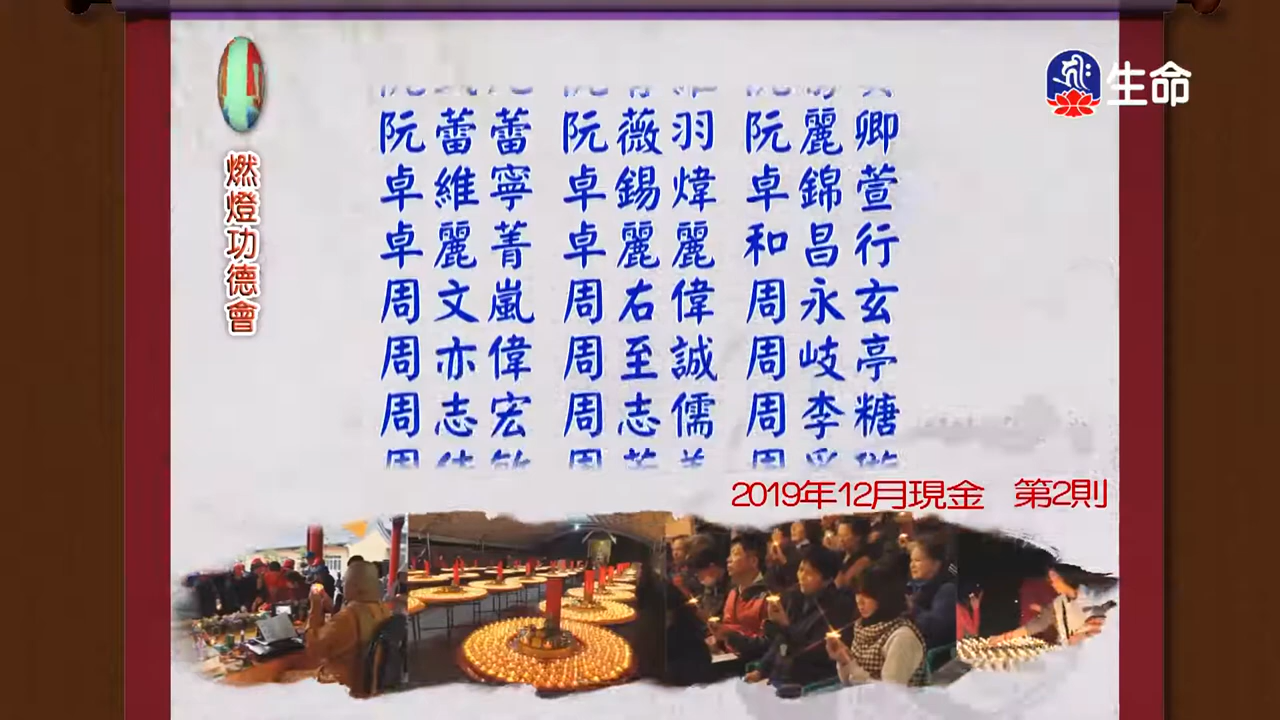 生命
燃燈功德會
阮蕾蕾 阮薇羽 阮麗卿
卓維寧 卓錫煒 卓錦萱
卓麗菁 卓麗麗 和昌行
周文嵐 周右偉 周永玄
周亦偉 周至誠 周岐亭
周志宏 周志儒 周李糖
2019年12月現金 第2則